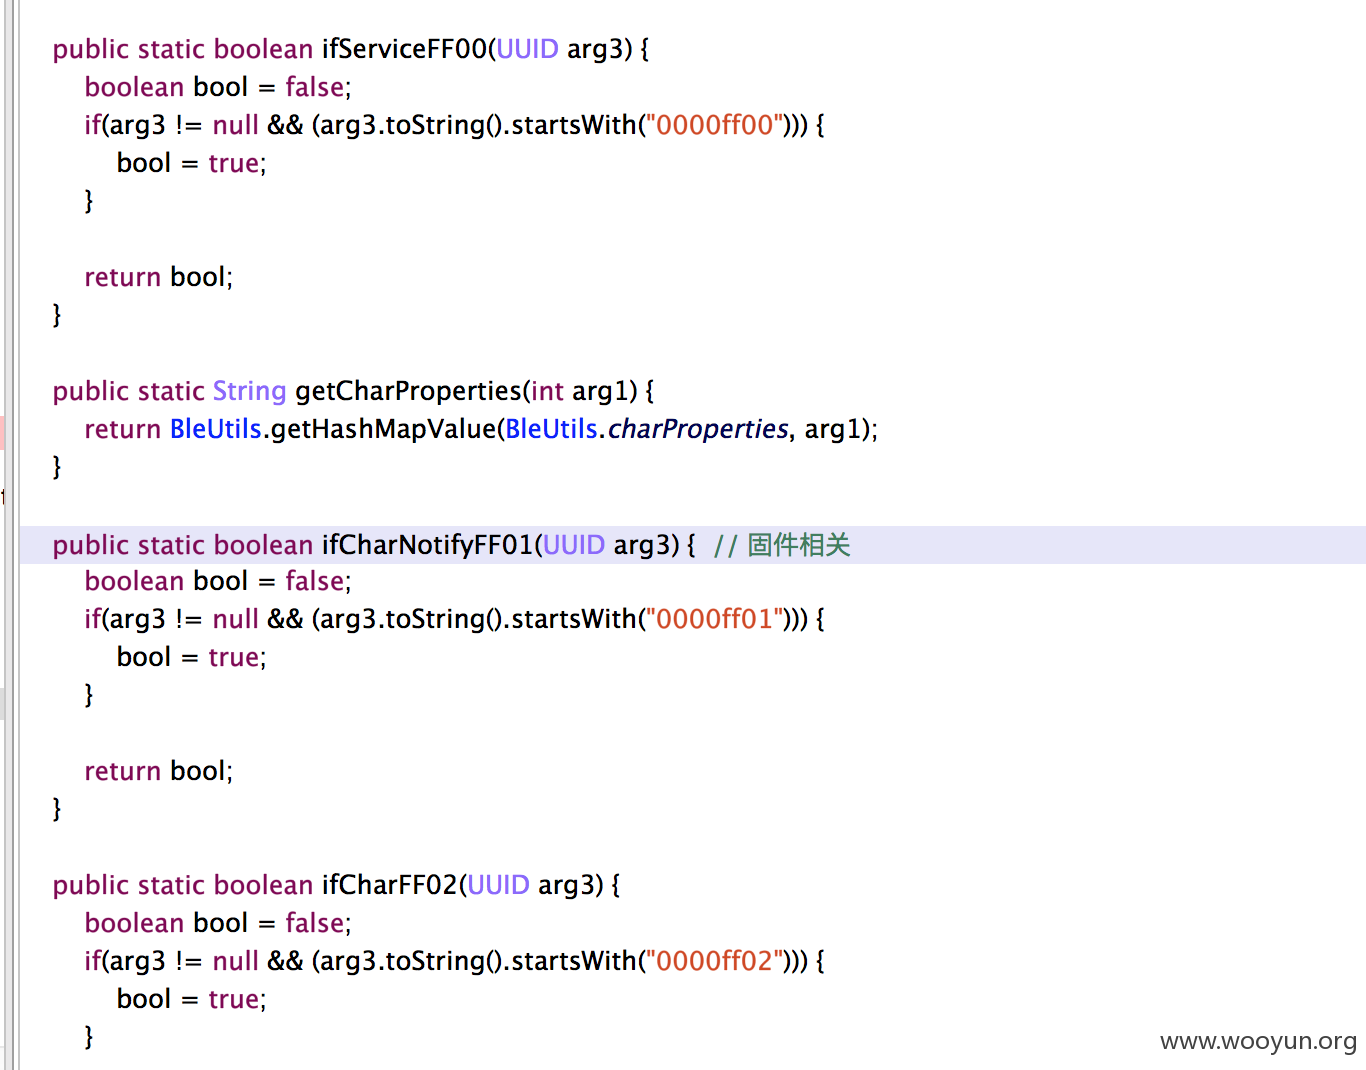 public static boolean ifServiceFF00(UUID arg3) {
boolean bool = false;
if(arg3 != null && (arg3.toString().startsWith("0000ff00"))) {
bool = true;
}
return bool;
}
public static String getCharProperties(int arg1) {
return BleUtils.getHashMapValue(BleUtils.charProperties, arg1);
}
public static boolean ifCharNotifyFF01(UUID arg3) { // 固件相关
boolean bool = false;
if(arg3 != null && (arg3.toString().startsWith("0000ff01"))) {
bool = true;
}
return bool;
}
public static boolean ifCharFF02(UUID arg3) {
boolean bool = false;
if(arg3 != null && (arg3.toString().startsWith("0000ff02"))) {
bool = true;
}
www.wooyun.org